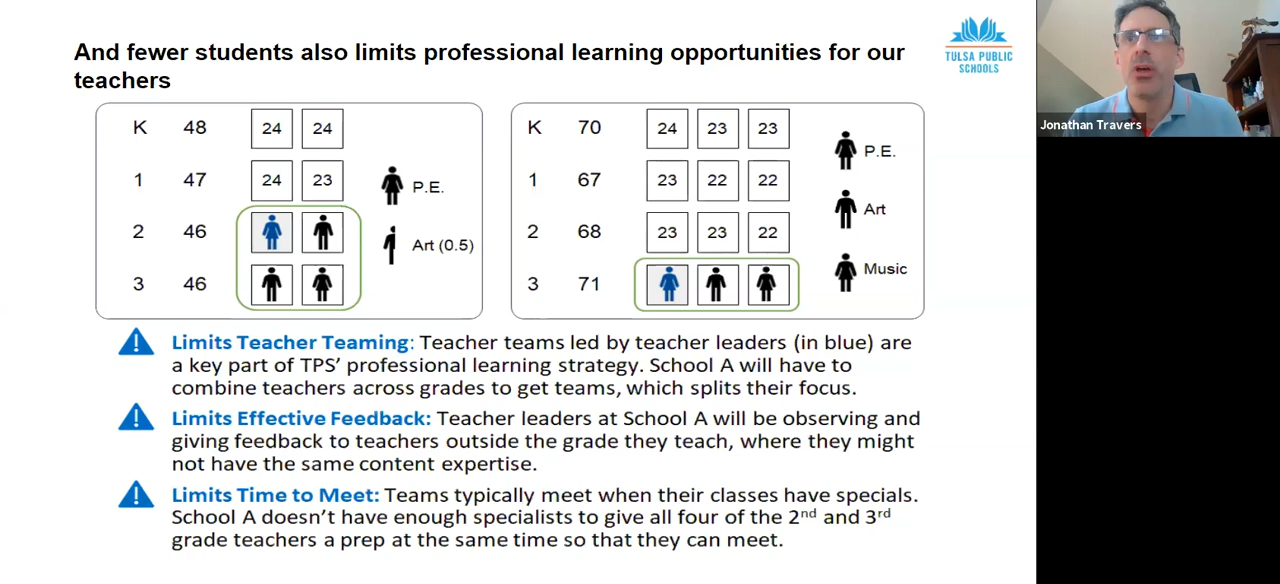 And fewer students also limits professional learning opportunities for our
teachers
TULSA PUBLIC
SCHOOLS
Jonathan Travers
K 48 24 24
1 47 24 23
2 46
3 46
P.E.
Art (0.5)
K 70 24 23 23
1 67 23 22 22
2 68 23 23 22
3 71
P.E.
Art
Music
Limits Teacher Teaming: Teacher teams led by teacher leaders (in blue) are
a key part of TPS’ professional learning strategy. School A will have to
combine teachers across grades to get teams, which splits their focus.
Limits Effective Feedback: Teacher leaders at School A will be observing and
giving feedback to teachers outside the grade they teach, where they might
not have the same content expertise.
Limits Time to Meet: Teams typically meet when their classes have specials.
School A doesn’t have enough specialists to give all four of the 2nd and 3rd
grade teachers a prep at the same time so that they can meet.